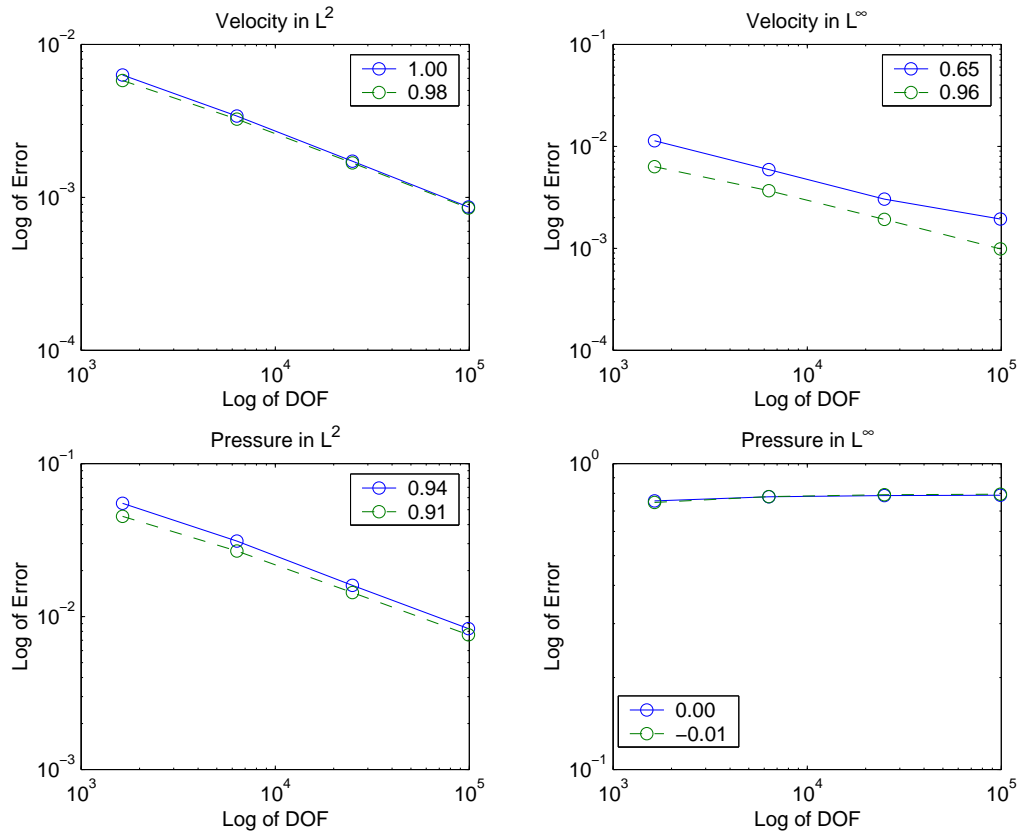 Velocity in L²
10⁻²
10⁻³
10⁻⁴
Log of Error
1.00
0.98
10³
10⁴
10⁵
Log of DOF
Velocity in L∞
10⁻¹
10⁻²
10⁻³
10⁻⁴
Log of Error
0.65
0.96
10³
10⁴
10⁵
Log of DOF
Pressure in L²
10⁻¹
10⁻²
10⁻³
Log of Error
0.94
0.91
10³
10⁴
10⁵
Log of DOF
Pressure in L∞
10⁰
10⁻¹
Log of Error
0.00
−0.01
10³
10⁴
10⁵
Log of DOF